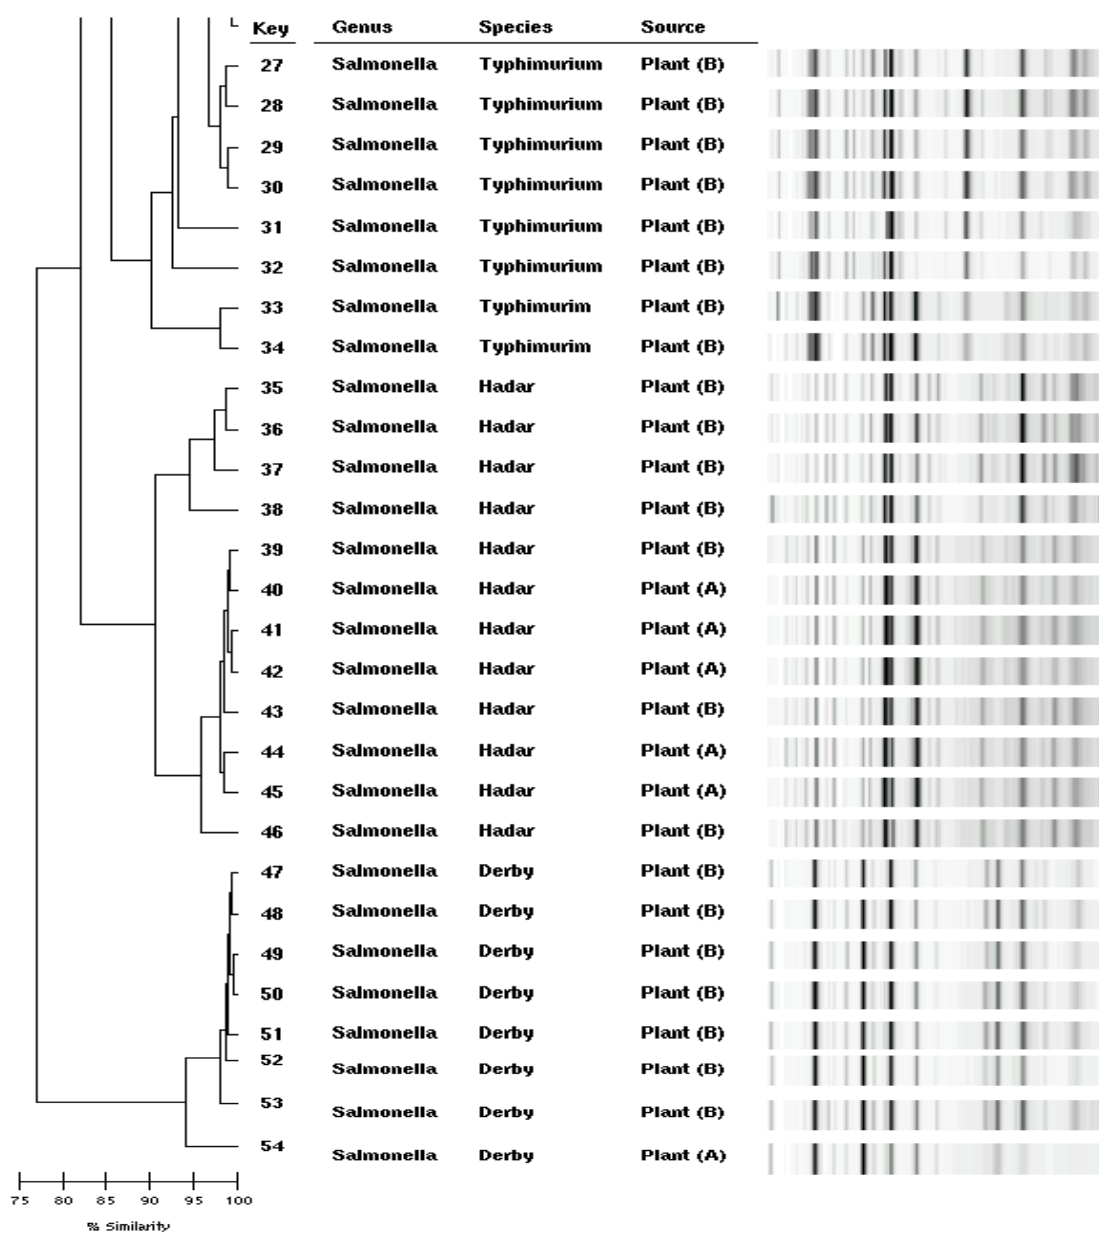 Key Genus Species Source
27 Salmonella Typhimurium Plant (B)
28 Salmonella Typhimurium Plant (B)
29 Salmonella Typhimurium Plant (B)
30 Salmonella Typhimurium Plant (B)
31 Salmonella Typhimurium Plant (B)
32 Salmonella Typhimurium Plant (B)
33 Salmonella Typhimurim Plant (B)
34 Salmonella Typhimurim Plant (B)
35 Salmonella Hadar Plant (B)
36 Salmonella Hadar Plant (B)
37 Salmonella Hadar Plant (B)
38 Salmonella Hadar Plant (B)
39 Salmonella Hadar Plant (B)
40 Salmonella Hadar Plant (A)
41 Salmonella Hadar Plant (A)
42 Salmonella Hadar Plant (A)
43 Salmonella Hadar Plant (B)
44 Salmonella Hadar Plant (A)
45 Salmonella Hadar Plant (A)
46 Salmonella Hadar Plant (B)
47 Salmonella Derby Plant (B)
48 Salmonella Derby Plant (B)
49 Salmonella Derby Plant (B)
50 Salmonella Derby Plant (B)
51 Salmonella Derby Plant (B)
52 Salmonella Derby Plant (B)
53 Salmonella Derby Plant (B)
54 Salmonella Derby Plant (A)
75 80 85 90 95 100
% Similarity